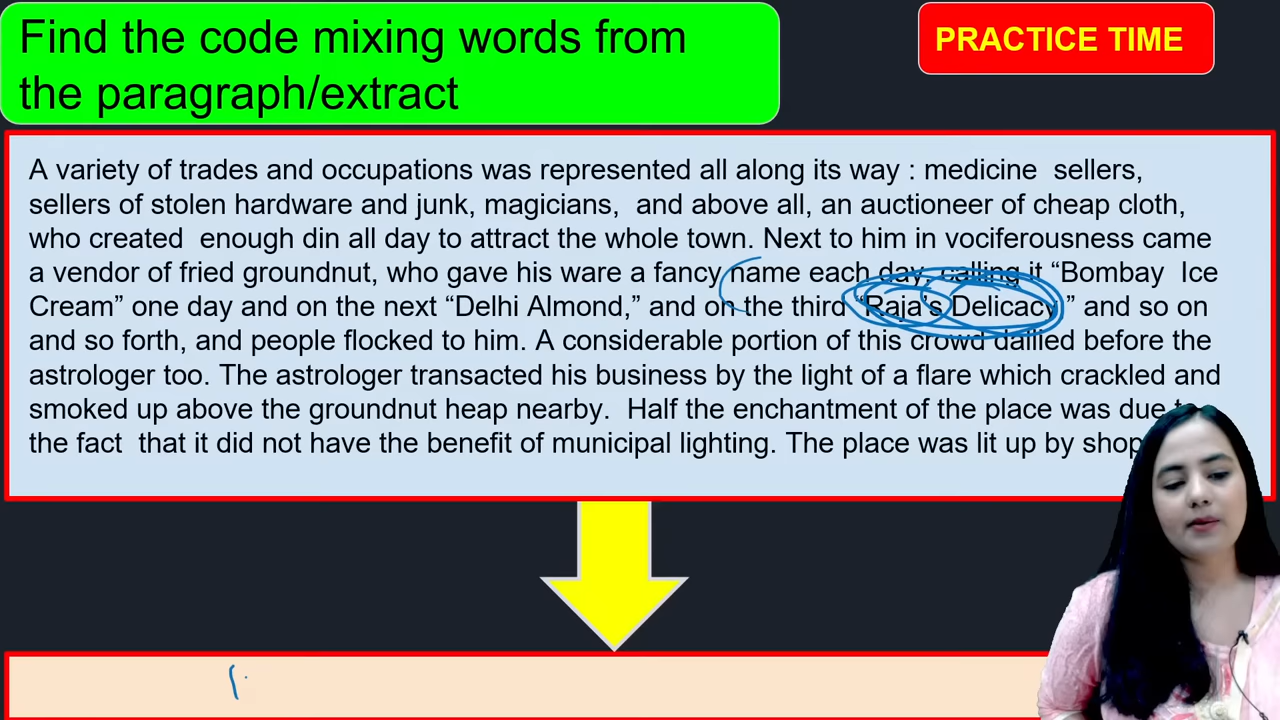 Find the code mixing words from
the paragraph/extract
PRACTICE TIME
A variety of trades and occupations was represented all along its way : medicine sellers,
sellers of stolen hardware and junk, magicians, and above all, an auctioneer of cheap cloth,
who created enough din all day to attract the whole town. Next to him in vociferousness came
a vendor of fried groundnut, who gave his ware a fancy name each day, calling it “Bombay Ice
Cream” one day and on the next “Delhi Almond,” and on the third “Raja’s Delicacy ” and so on
and so forth, and people flocked to him. A considerable portion of this crowd dallied before the
astrologer too. The astrologer transacted his business by the light of a flare which crackled and
smoked up above the groundnut heap nearby. Half the enchantment of the place was due to
the fact that it did not have the benefit of municipal lighting. The place was lit up by shop